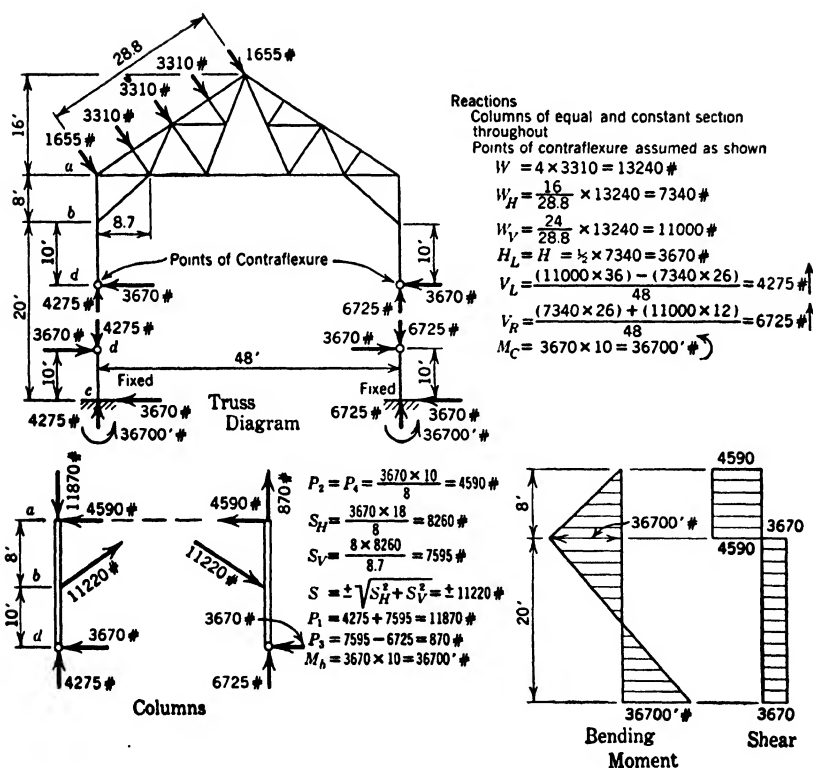 28.8
1655#
3310#
3310#
3310#
1655#
16'
a
8'
b
8.7
10'
10'
Points of Contraflexure
d
3670#
3670#
4275#
6725#
20'
4275#
6725#
3670#
d
3670#
48'
10'
10'
Fixed
Fixed
c
3670#
3670#
4275#
6725#
36700'#
36700'#
Truss
Diagram
Reactions
Columns of equal and constant section
throughout
Points of contraflexure assumed as shown
W = 4 × 3310 = 13240#
W_H = 16/28.8 × 13240 = 7340#
W_V = 24/28.8 × 13240 = 11000#
H_L = H = ½ × 7340 = 3670#
V_L = (11000 × 36) − (7340 × 26)/48 = 4275# ↑
V_R = (7340 × 26) + (11000 × 12)/48 = 6725# ↑
M_C = 3670 × 10 = 36700'#
11870#
870#
a
4590#
4590#
8'
b
11220#
11220#
10'
d
3670#
3670#
4275#
6725#
Columns
P₂ = P₄ = 3670 × 10/8 = 4590#
S_H = 3670 × 18/8 = 8260#
S_V = 8 × 8260/8.7 = 7595#
S = ± √S_H² + S_V² = ± 11220#
P₁ = 4275 + 7595 = 11870#
P₃ = 7595 − 6725 = 870#
M_b = 3670 × 10 = 36700'#
4590
8'
36700'#
3670
4590
20'
36700'#
3670
Bending
Moment
Shear